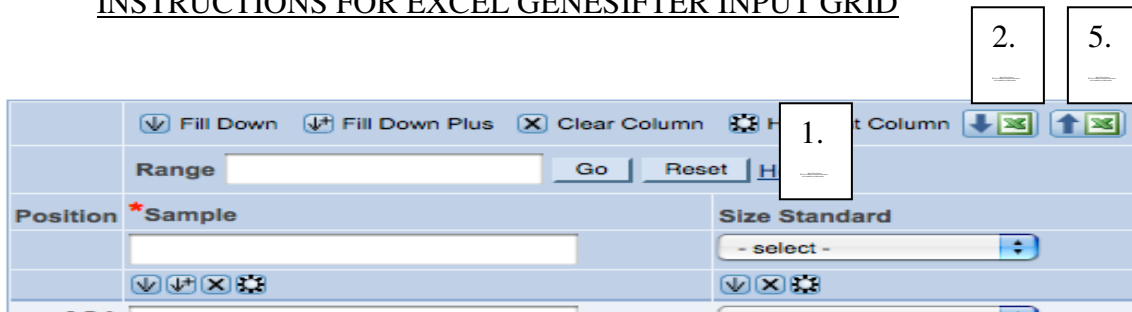 INSTRUCTIONS FOR EXCEL GENESIFTER INPUT GRID
2. 5.
Fill Down Fill Down Plus Clear Column Column
1.
Range Go Reset
Position *Sample Size Standard
- select -